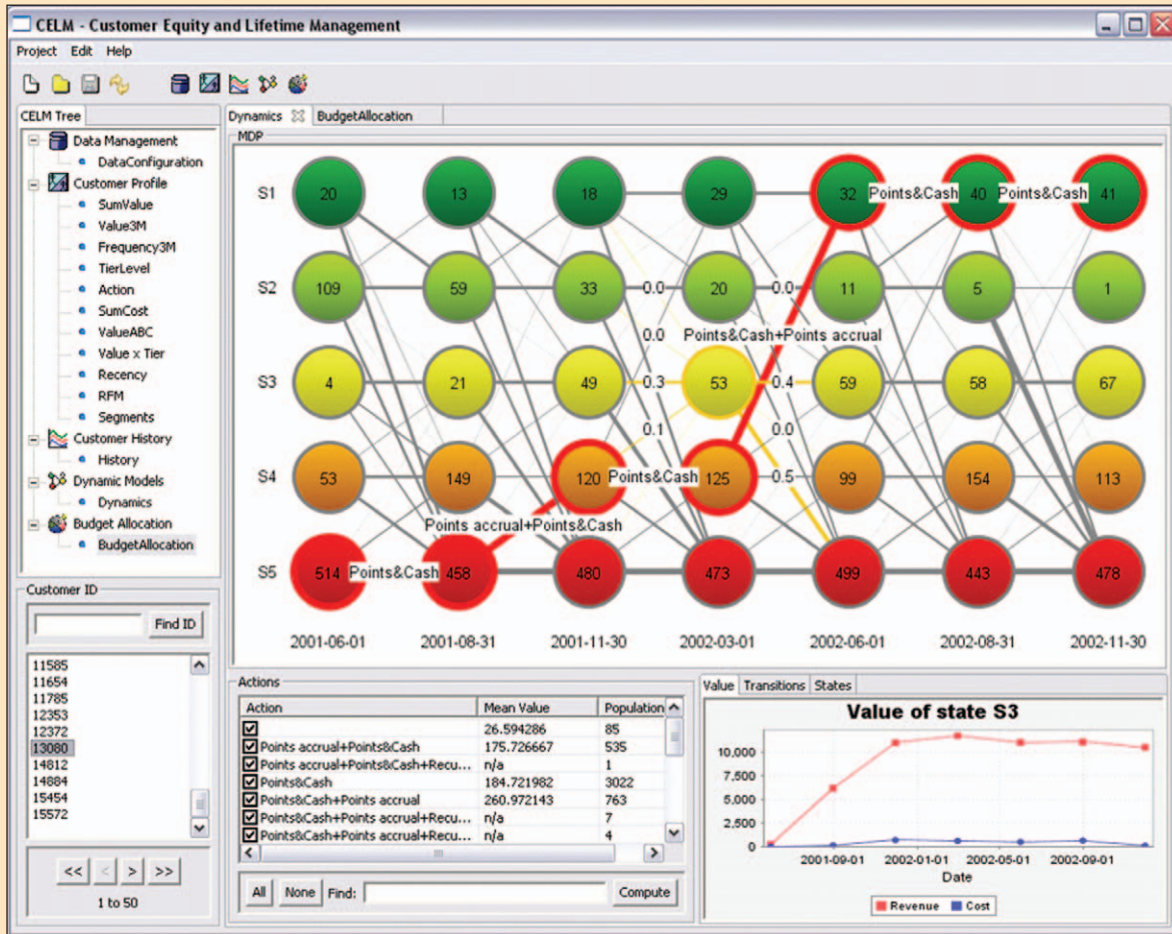 CELM - Customer Equity and Lifetime Management
Project Edit Help
CELM Tree
Data Management
DataConfiguration
Customer Profile
SumValue
Value3M
Frequency3M
TierLevel
Action
SumCost
ValueABC
Value x Tier
Recency
RFM
Segments
Customer History
History
Dynamic Models
Dynamics
Budget Allocation
BudgetAllocation
Customer ID
Find ID
11585
11654
11785
12353
12372
13080
14812
14884
15454
15572
<< < > >>
1 to 50
Dynamics BudgetAllocation
MDP
S1 20 13 18 29 32 Points&Cash 40 Points&Cash 41
S2 109 59 33 0.0 20 0.0 11 5 1
0.0 Points&Cash+Points accrual
S3 4 21 49 0.3 53 0.4 59 58 67
0.1 0.0
S4 53 149 120 Points&Cash 125 0.5 99 154 113
Points accrual+Points&Cash
S5 514 Points&Cash 458 480 473 499 443 478
2001-06-01 2001-08-31 2001-11-30 2002-03-01 2002-06-01 2002-08-31 2002-11-30
Actions
Action Mean Value Population
26.594286 85
Points accrual+Points&Cash 175.726667 535
Points accrual+Points&Cash+Recu... n/a 1
Points&Cash 184.721982 3022
Points&Cash+Points accrual 260.972143 763
Points&Cash+Points accrual+Recu... n/a 7
Points&Cash+Points accrual+Recu... n/a 4
All None Find: Compute
Value Transitions States
Value of state S3
10,000
7,500
5,000
2,500
0
2001-09-01 2002-01-01 2002-05-01 2002-09-01
Date
Revenue Cost